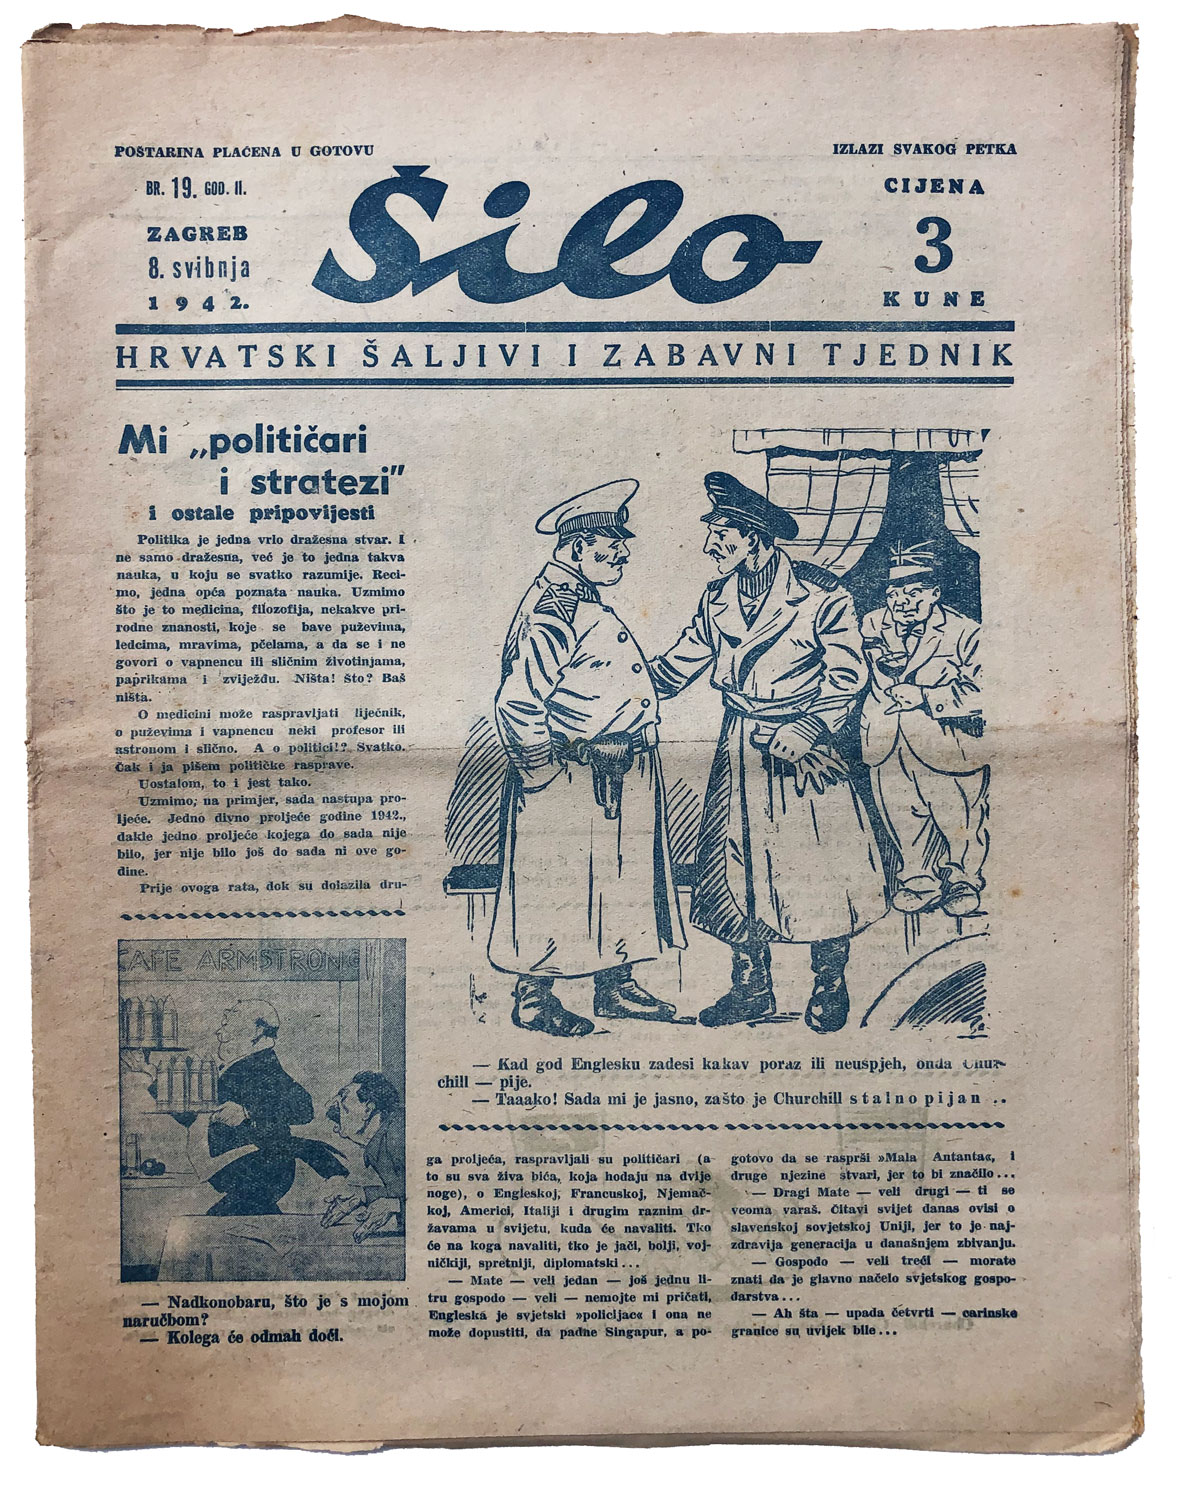 POŠTARINA PLAĆENA U GOTOVU
IZLAZI SVAKOG PETKA
BR. 19. GOD. II.
ZAGREB
8. svibnja
1942.
Šilo
CIJENA
3
KUNE
HRVATSKI ŠALJIVI I ZABAVNI TJEDNIK
Mi „političari
i stratezi"
i ostale pripovijesti
Politika je jedna vrlo dražesna stvar. I
ne samo dražesna, već je to jedna takva
nauka, u koju se svatko razumije. Reci-
mo, jedna opća poznata nauka. Uzmimo
što je to medicina, filozofija, nekakve pri-
rodne znanosti, koje se bave puževima,
ledcima, mravima, pčelama, a da se i ne
govori o vapnencu ili sličnim životinjama,
paprikama i zviježđu. Ništa! Što? Baš
ništa.
O medicini može raspravljati liječnik,
o puževima i vapnencu neki profesor ili
astronom i slično. A o politici!? Svatko.
Čak i ja pišem političke rasprave.
Uostalom, to i jest tako.
Uzmimo, na primjer, sada nastupa pro-
ljeće. Jedno divno proljeće godine 1942.,
dakle jedno proljeće kojega do sada nije
bilo, jer nije bilo još do sada ni ove go-
dine.
Prije ovoga rata, dok su dolazila dru-
CAFE ARMSTRONG
— Nadkonobaru, što je s mojom
naručbom?
— Kolega će odmah doći.
— Kad god Englesku zadesi kakav poraz ili neuspjeh, onda Chur-
chill — pije.
— Taaako! Sada mi je jasno, zašto je Churchill stalno pijan ..
ga proljeća, raspravljali su političari (a
to su sva živa bića, koja hodaju na dvije
noge), o Engleskoj, Francuskoj, Njemač-
koj, Americi, Italiji i drugim raznim dr-
žavama u svijetu, kuda će navaliti. Tko
će na koga navaliti, tko je jači, bolji, voj-
ničkiji, spretniji, diplomatski...
— Mate — veli jedan — još jednu li-
tru gospodo — veli — nemojte mi pričati,
Engleska je svjetski »policijac« i ona ne
može dopustiti, da padne Singapur, a po-
gotovo da se rasprši »Mala Antanta«, i
druge njezine stvari, jer to bi značilo...
— Dragi Mate — veli drugi — ti se
veoma varaš. Čitavi svijet danas ovisi o
slavenskoj sovjetskoj Uniji, jer to je naj-
zdravija generacija u današnjem zbivanju.
— Gospodo — veli treći — morate
znati da je glavno načelo svjetskog gospo-
darstva...
— Ah šta — upada četvrti — carinske
granice su uvijek bile...